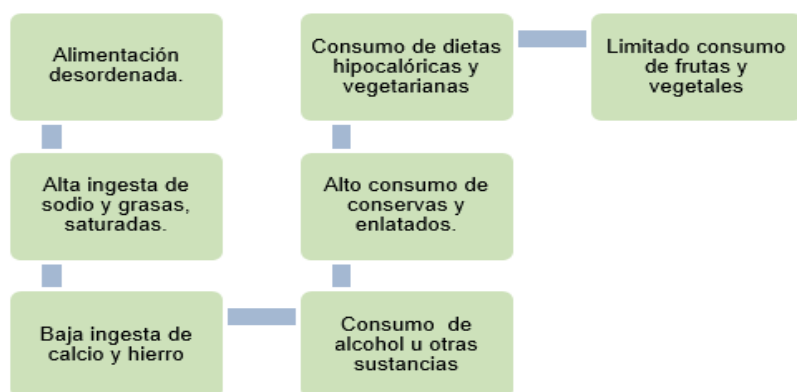 Alimentación
desordenada.
Alta ingesta de
sodio y grasas,
saturadas.
Baja ingesta de
calcio y hierro
Consumo de
alcohol u otras
sustancias
Alto consumo de
conservas y
enlatados.
Consumo de dietas
hipocalóricas y
vegetarianas
Limitado consumo
de frutas y
vegetales